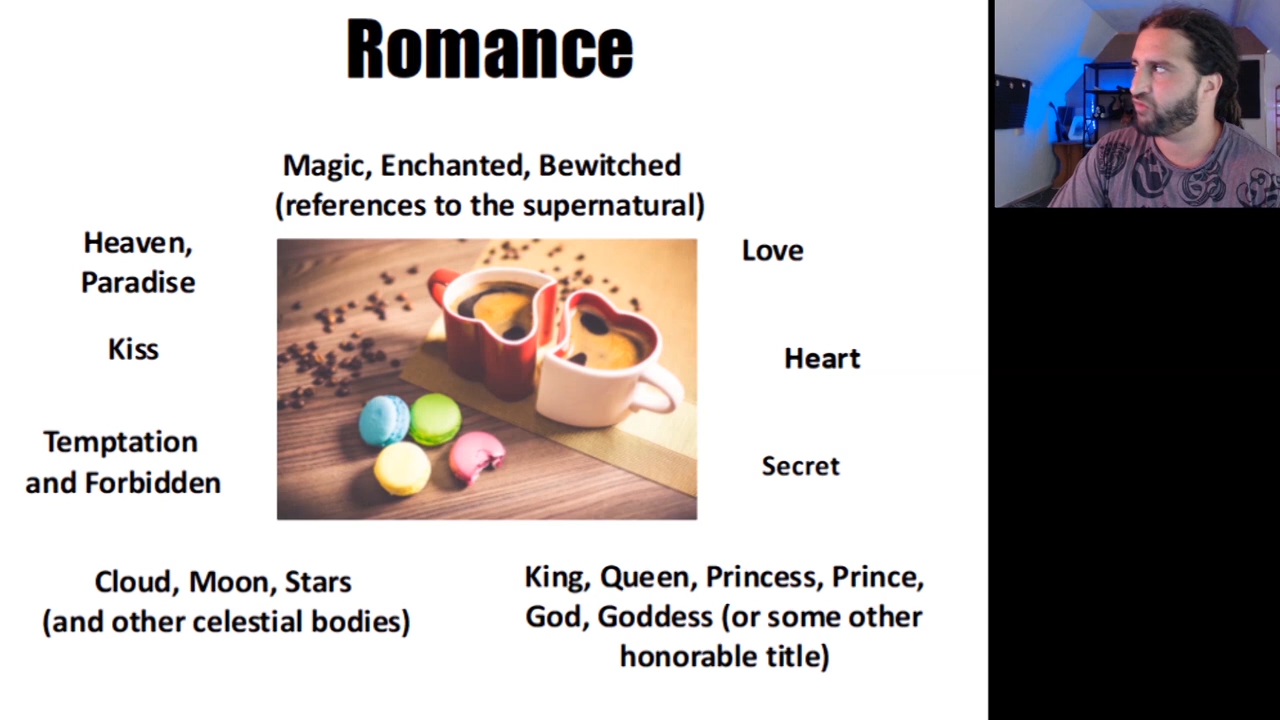 Romance
Magic, Enchanted, Bewitched
(references to the supernatural)
Heaven,
Paradise
Love
Kiss
Heart
Temptation
and Forbidden
Secret
Cloud, Moon, Stars
(and other celestial bodies)
King, Queen, Princess, Prince,
God, Goddess (or some other
honorable title)